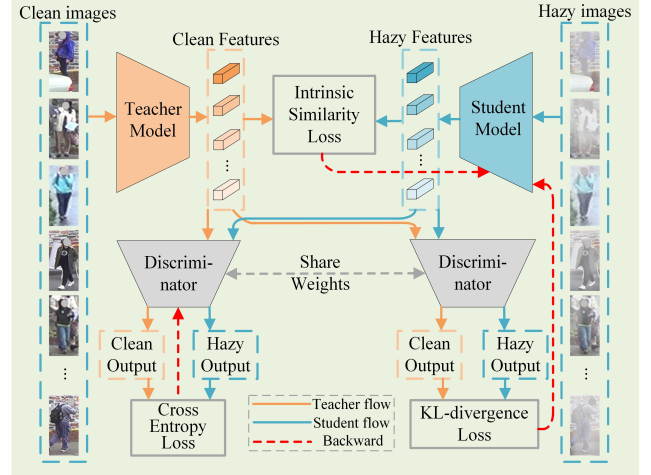 Clean images
Hazy images
Clean Features
Hazy Features
Teacher
Model
Intrinsic
Similarity
Loss
Student
Model
Discrimi-
nator
Share
Weights
Discrimi-
nator
Clean
Output
Hazy
Output
Clean
Output
Hazy
Output
Cross
Entropy
Loss
Teacher flow
Student flow
Backward
KL-divergence
Loss